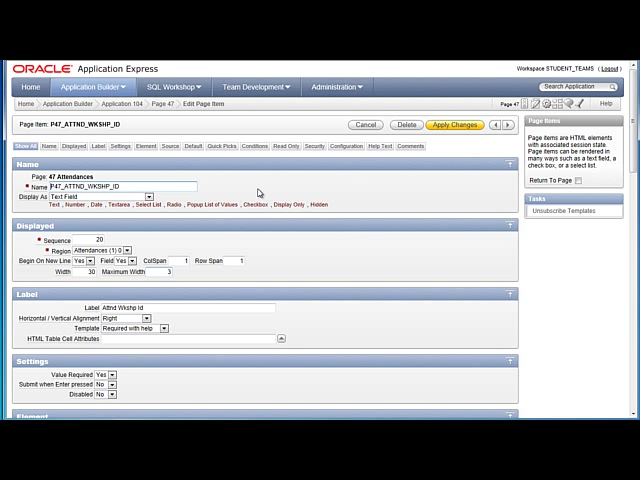 ORACLE Application Express
Workspace STUDENT_TEAMS (Logout)
Home Application Builder SQL Workshop Team Development Administration Search Application
Home Application Builder Application 104 Page 47 Edit Page Item Page 47 Help
Page Item: P47_ATTND_WKSHP_ID Cancel Delete Apply Changes
Show All Name Displayed Label Settings Element Source Default Quick Picks Conditions Read Only Security Configuration Help Text Comments
Name
Page: 47 Attendances
Name P47_ATTND_WKSHP_ID
Display As Text Field
Text , Number , Date , Textarea , Select List , Radio , Popup List of Values , Checkbox , Display Only , Hidden
Displayed
Sequence 20
Region Attendances (1) 0
Begin On New Line Yes Field Yes ColSpan 1 Row Span 1
Width 30 Maximum Width 3
Label
Label Attnd Wkshp Id
Horizontal / Vertical Alignment Right
Template Required with help
HTML Table Cell Attributes
Settings
Value Required Yes
Submit when Enter pressed No
Disabled No
Element
Page Items
Page items are HTML elements
with associated session state.
Page items can be rendered in
many ways such as a text field, a
check box, or a select list.
Return To Page
Tasks
Unsubscribe Templates